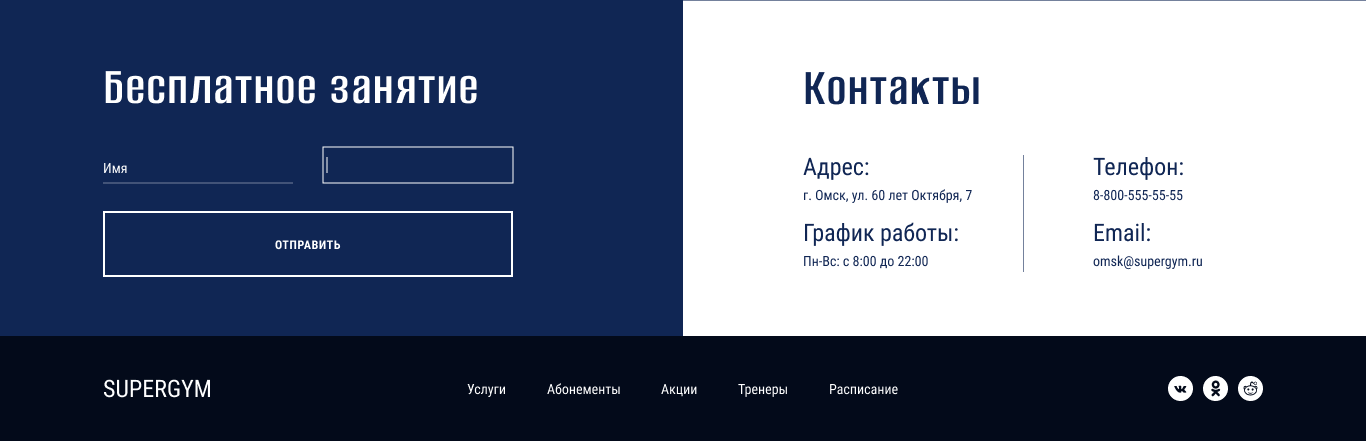 Бесплатное занятие
Имя
ОТПРАВИТЬ
Контакты
Адрес:
г. Омск, ул. 60 лет Октября, 7
График работы:
Пн-Вс: с 8:00 до 22:00
Телефон:
8-800-555-55-55
Email:
omsk@supergym.ru
SUPERGYM
Услуги
Абонементы
Акции
Тренеры
Расписание